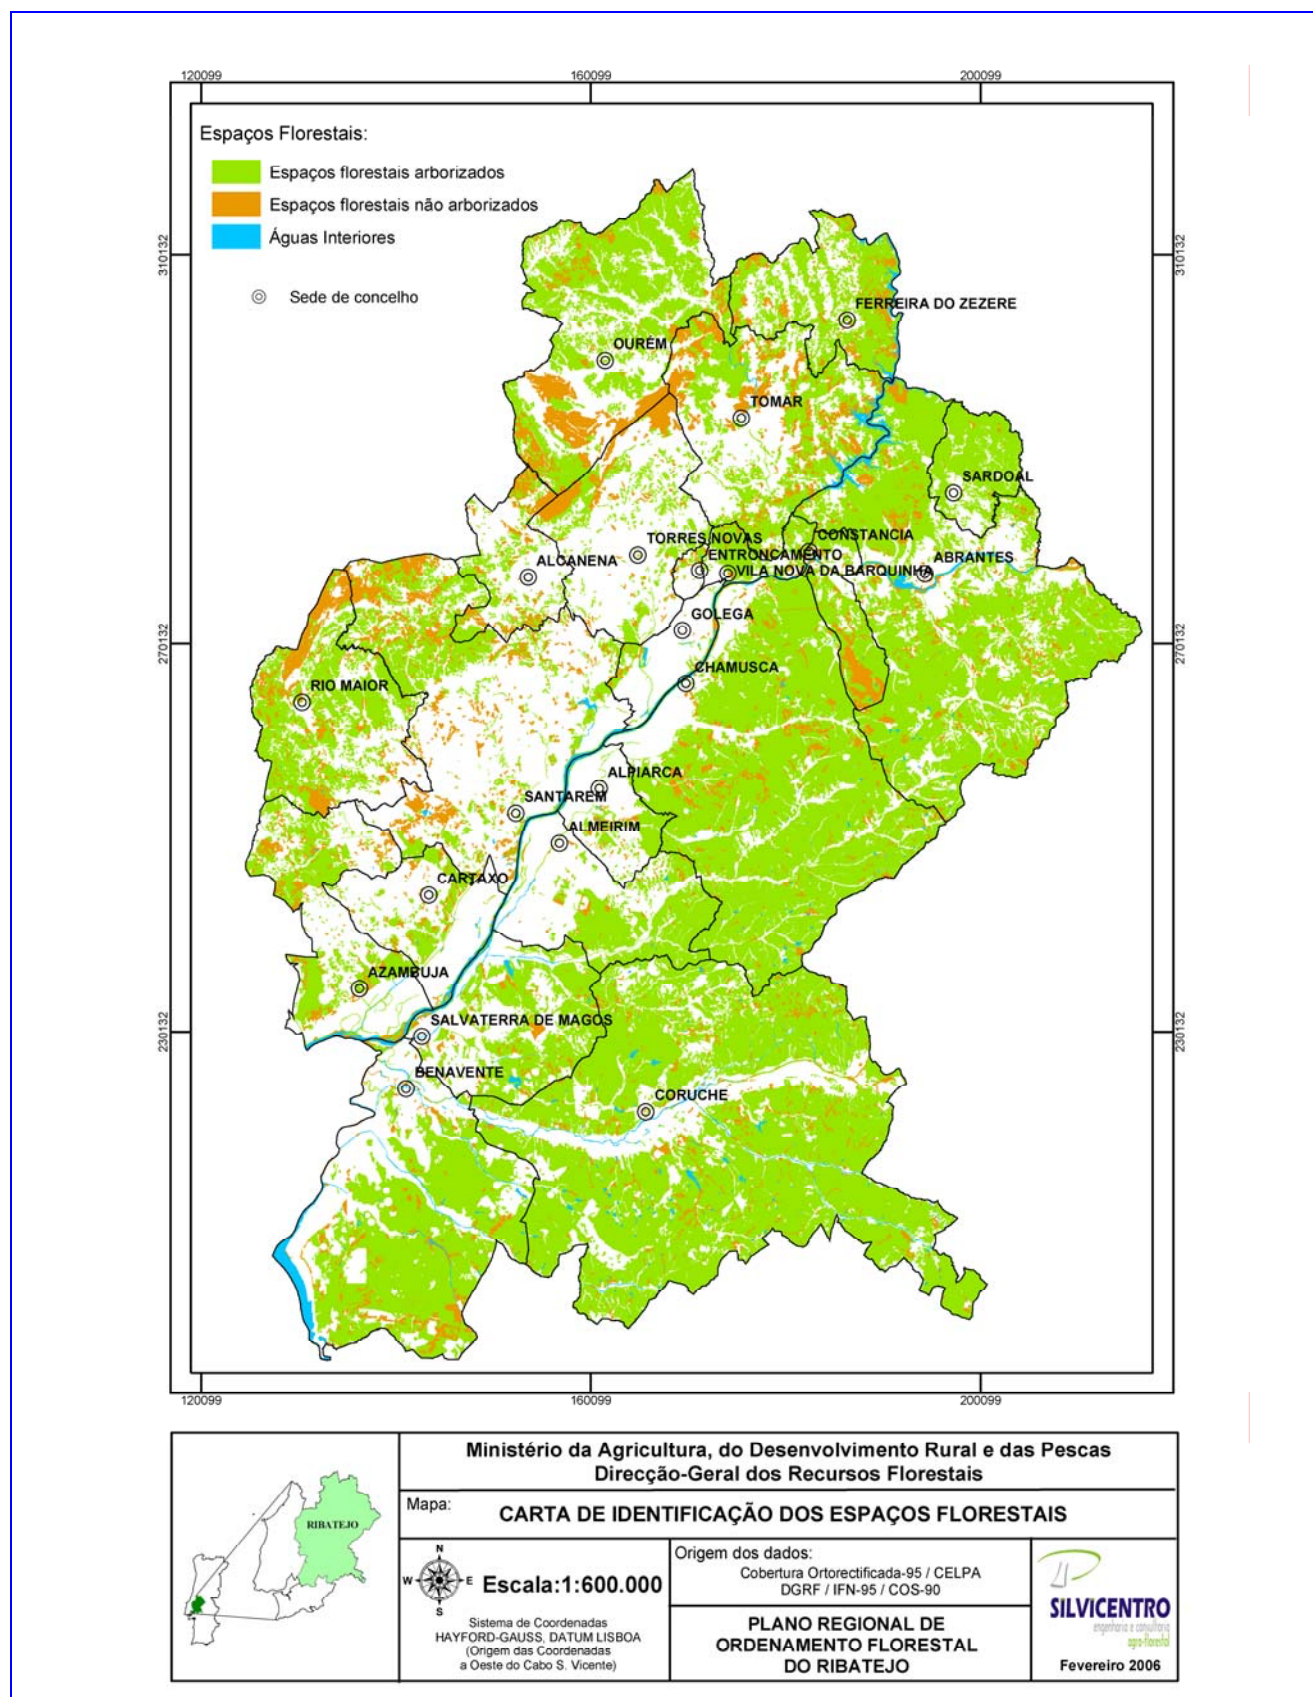 120099
160099
200099
Espaços Florestais:
Espaços florestais arborizados
Espaços florestais não arborizados
Águas Interiores
Sede de concelho
310132
310132
FERREIRA DO ZEZERE
OURÉM
TOMAR
SARDOAL
TORRES NOVAS
CONSTANCIA
ENTRONCAMENTO
ABRANTES
ALCANENA
VILA NOVA DA BARQUINHA
GOLEGA
270132
270132
CHAMUSCA
RIO MAIOR
ALPIARCA
SANTAREM
ALMEIRIM
CARTAXO
AZAMBUJA
SALVATERRA DE MAGOS
230132
230132
BENAVENTE
CORUCHE
120099
160099
200099
Ministério da Agricultura, do Desenvolvimento Rural e das Pescas
Direcção-Geral dos Recursos Florestais
Mapa:
CARTA DE IDENTIFICAÇÃO DOS ESPAÇOS FLORESTAIS
RIBATEJO
N
W
E
S
Escala:1:600.000
Sistema de Coordenadas
HAYFORD-GAUSS, DATUM LISBOA
(Origem das Coordenadas
a Oeste do Cabo S. Vicente)
Origem dos dados:
Cobertura Ortorectificada-95 / CELPA
DGRF / IFN-95 / COS-90
PLANO REGIONAL DE
ORDENAMENTO FLORESTAL
DO RIBATEJO
SILVICENTRO
engenharia e consultoria
agro-florestal
Fevereiro 2006